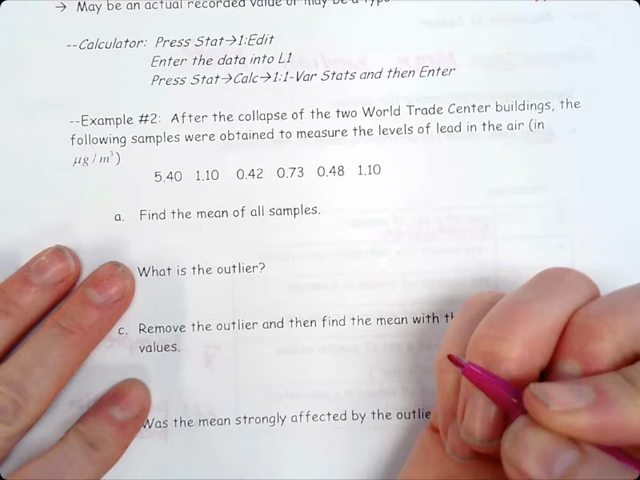 → May be an actual recorded value or may be a
--Calculator: Press Stat→1:Edit
Enter the data into L1
Press Stat→Calc→1:1-Var Stats and then Enter
--Example #2: After the collapse of the two World Trade Center buildings, the
following samples were obtained to measure the levels of lead in the air (in
μg / m³)
5.40 1.10 0.42 0.73 0.48 1.10
a. Find the mean of all samples.
What is the outlier?
c. Remove the outlier and then find the mean with
values.
Was the mean strongly affected by the